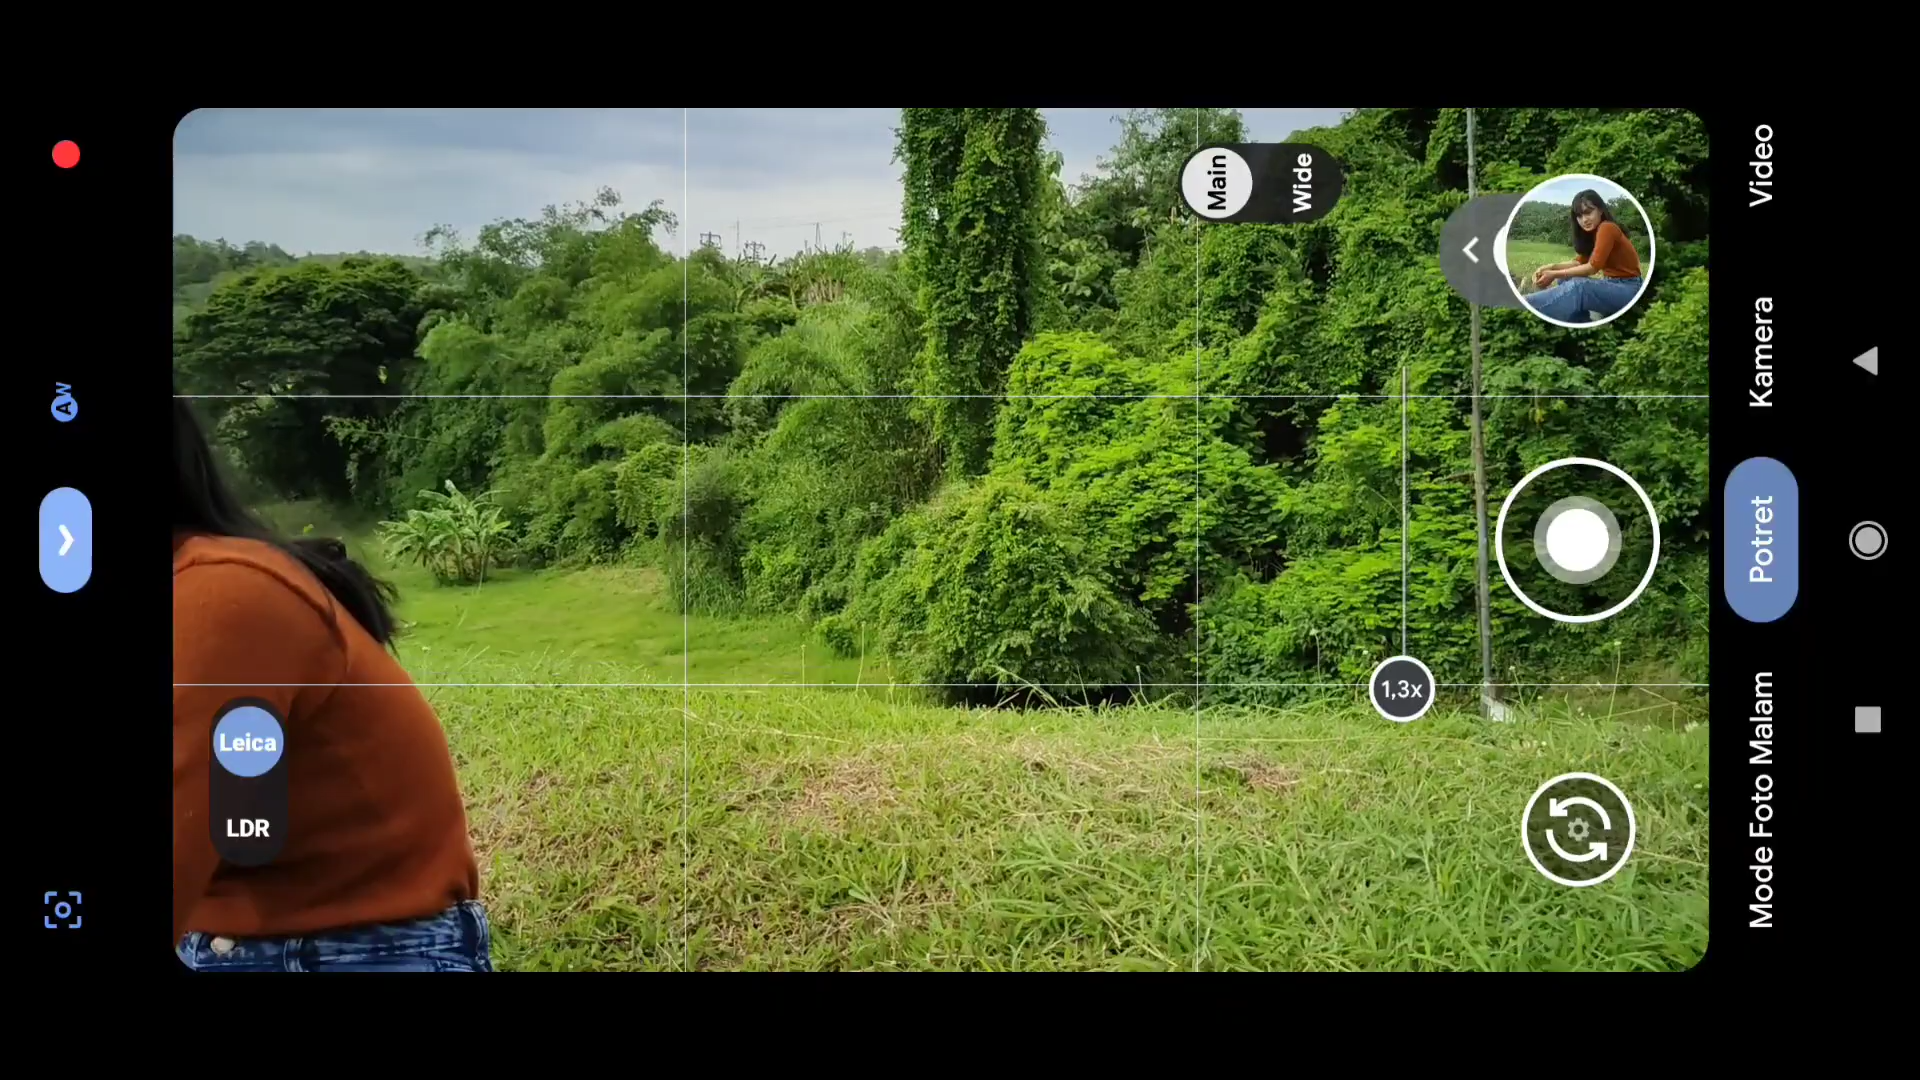 AW
Main
Wide
Video
Kamera
Potret
Mode Foto Malam
1,3x
Leica
LDR